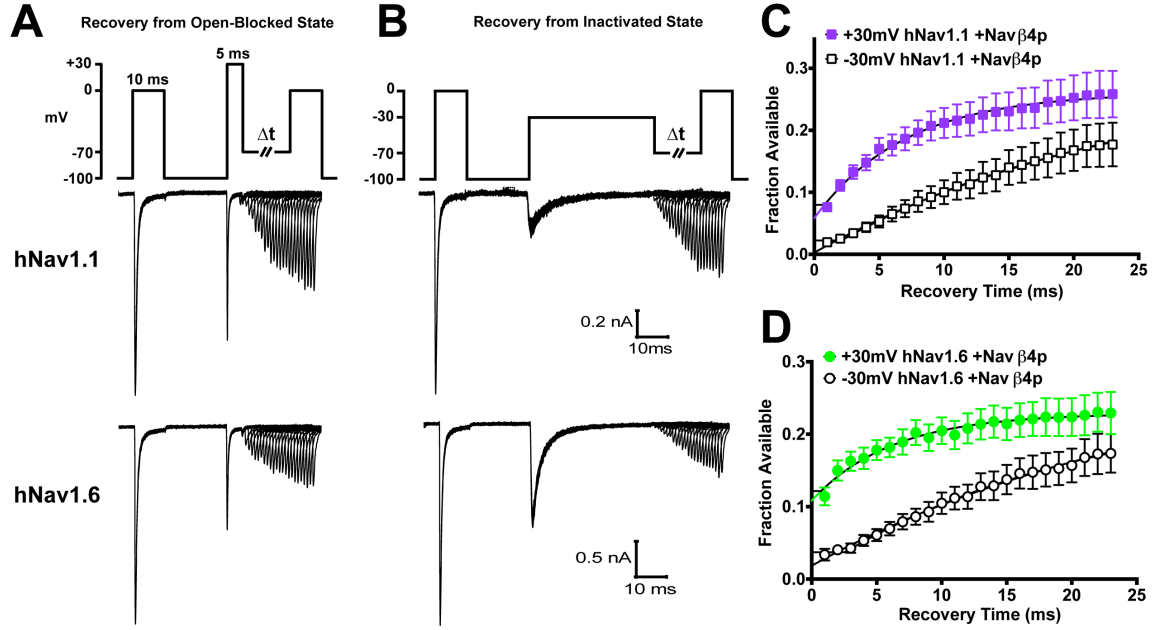 A
Recovery from Open-Blocked State
+30
0
mV
-70
-100
10 ms
5 ms
Δt
hNav1.1
hNav1.6
B
Recovery from Inactivated State
0
-30
-70
-100
Δt
0.2 nA
10ms
0.5 nA
10 ms
C
+30mV hNav1.1 +Navβ4p
-30mV hNav1.1 +Navβ4p
Fraction Available
0.3
0.2
0.1
0.0
0 5 10 15 20 25
Recovery Time (ms)
D
+30mV hNav1.6 +Nav β4p
-30mV hNav1.6 +Nav β4p
Fraction Available
0.3
0.2
0.1
0.0
0 5 10 15 20 25
Recovery Time (ms)